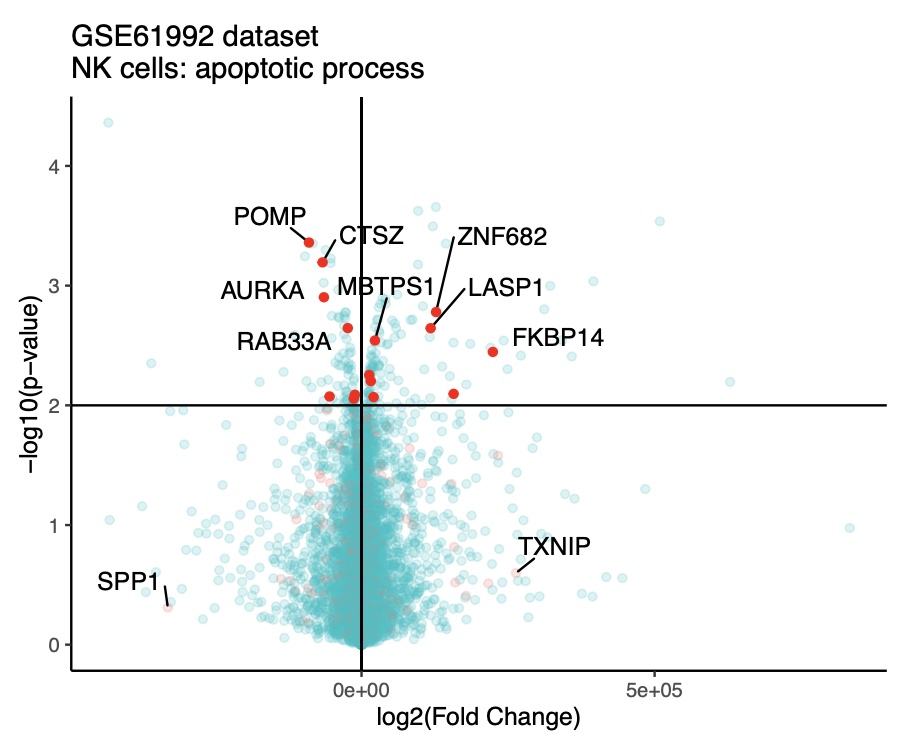 GSE61992 dataset
NK cells: apoptotic process
−log10(p−value)
4
3
2
1
0
POMP
CTSZ
ZNF682
AURKA
MBTPS1
LASP1
RAB33A
FKBP14
TXNIP
SPP1
0e+00
5e+05
log2(Fold Change)